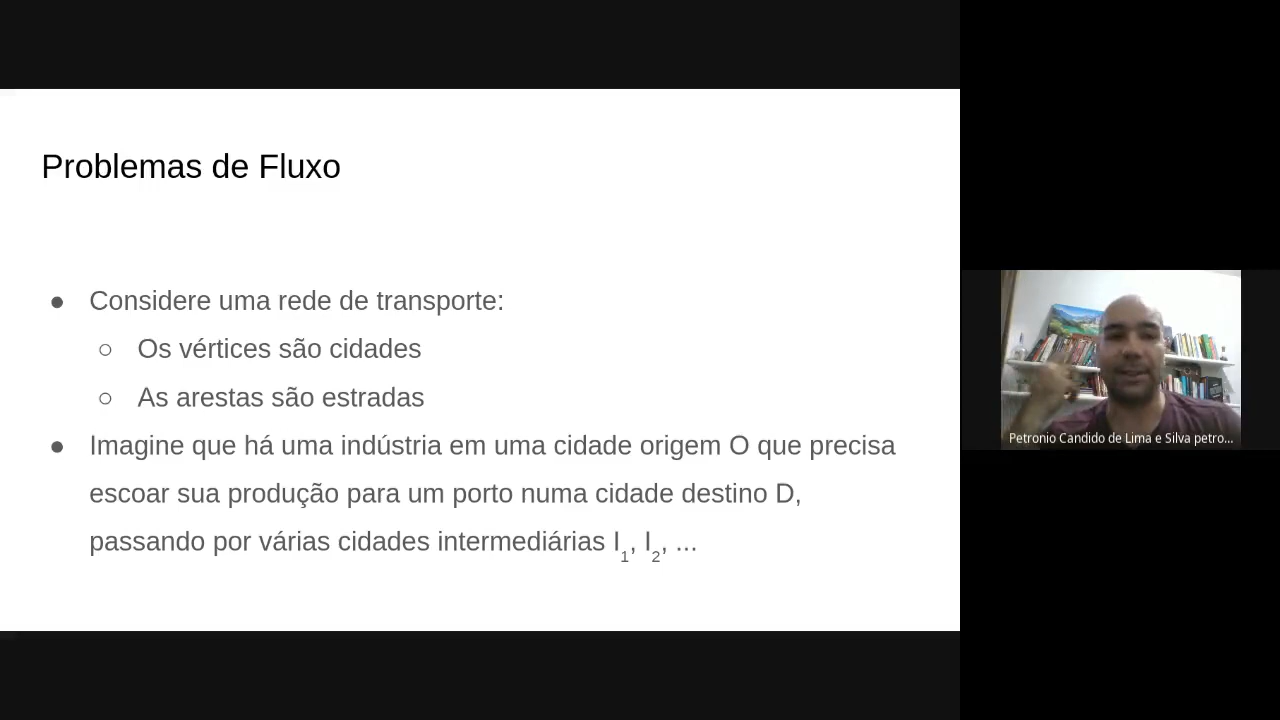 Problemas de Fluxo
● Considere uma rede de transporte:
○ Os vértices são cidades
○ As arestas são estradas
● Imagine que há uma indústria em uma cidade origem O que precisa
escoar sua produção para um porto numa cidade destino D,
passando por várias cidades intermediárias I1, I2, ...
Petronio Candido de Lima e Silva petro...